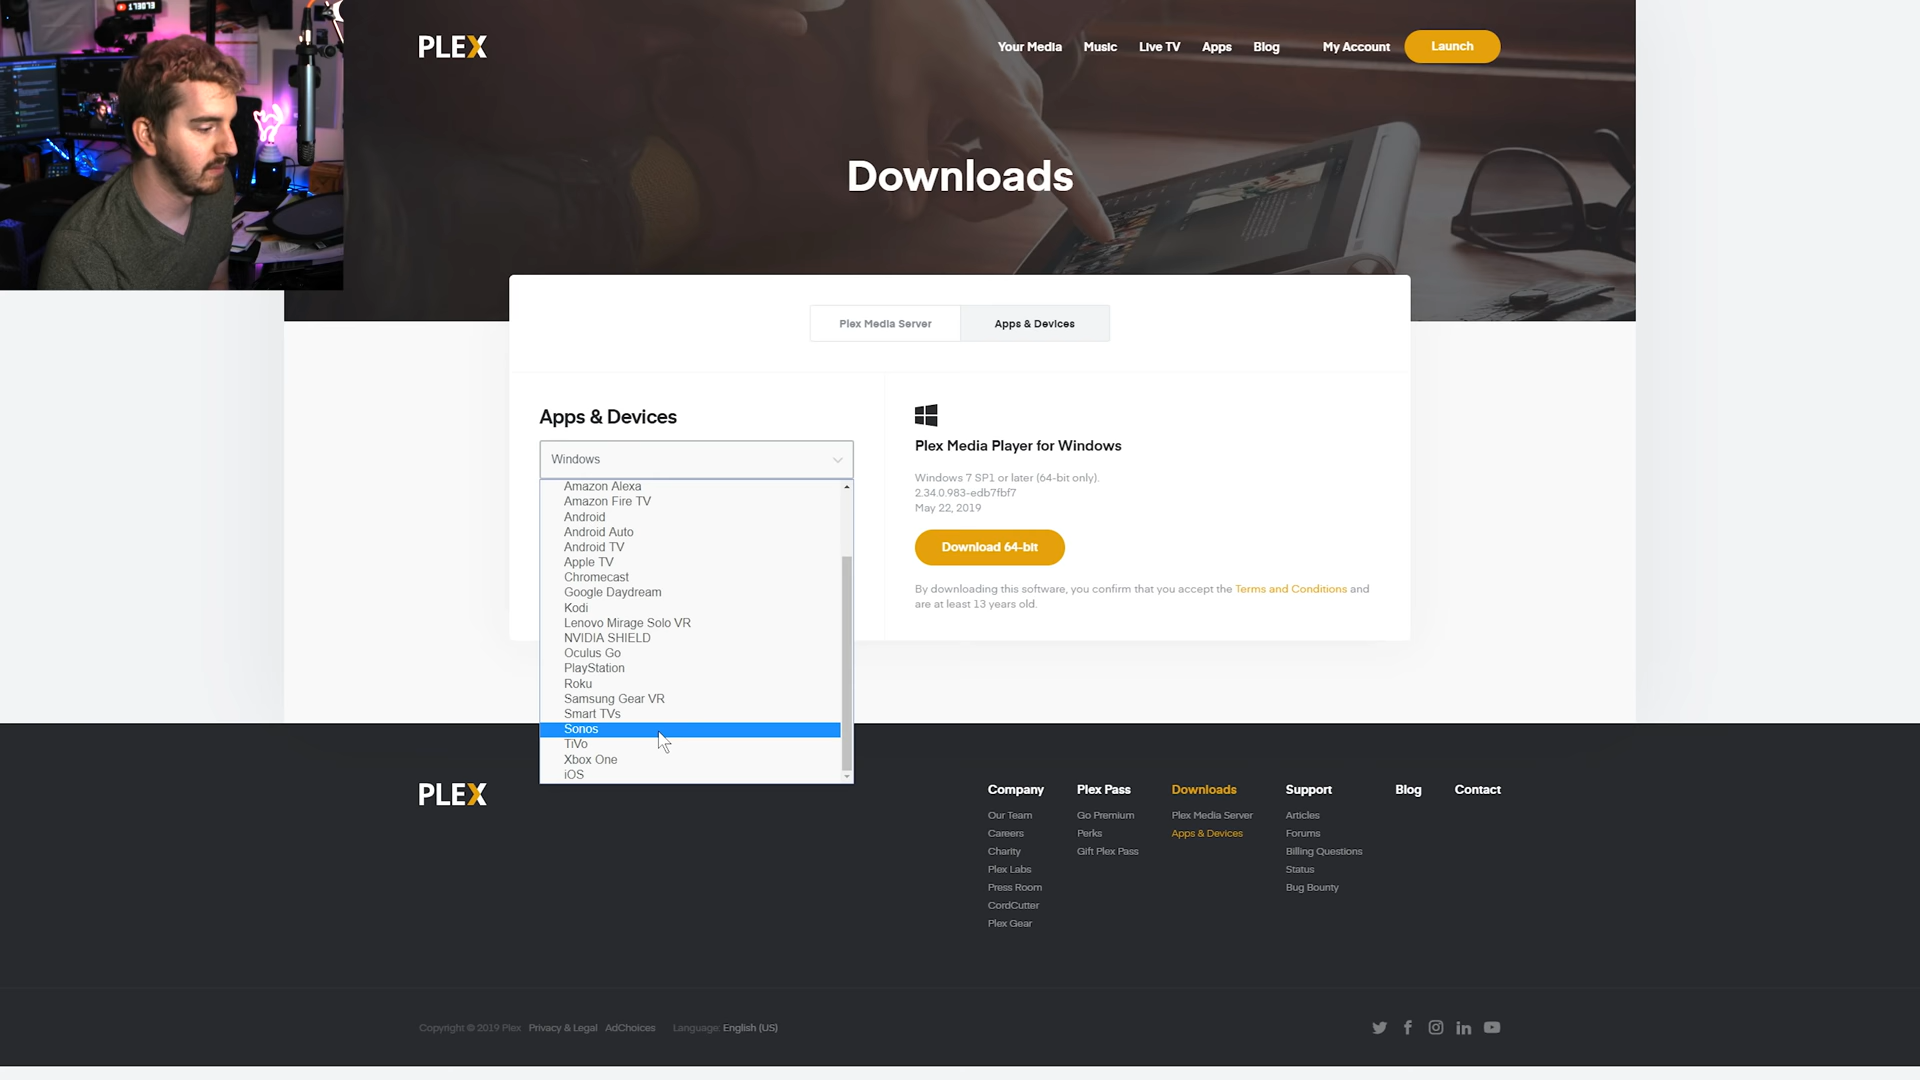 173073
PLEX
Your Media
Music
Live TV
Apps
Blog
My Account
Launch
Downloads
Plex Media Server
Apps & Devices
Apps & Devices
Windows
Amazon Alexa
Amazon Fire TV
Android
Android Auto
Android TV
Apple TV
Chromecast
Google Daydream
Kodi
Lenovo Mirage Solo VR
NVIDIA SHIELD
Oculus Go
PlayStation
Roku
Samsung Gear VR
Smart TVs
Sonos
TiVo
Xbox One
iOS
Plex Media Player for Windows
Windows 7 SP1 or later (64-bit only).
2.34.0.983-edb7fbf7
May 22, 2019
Download 64-bit
By downloading this software, you confirm that you accept the Terms and Conditions and
are at least 13 years old.
PLEX
Company
Our Team
Careers
Charity
Plex Labs
Press Room
CordCutter
Plex Gear
Plex Pass
Go Premium
Perks
Gift Plex Pass
Downloads
Plex Media Server
Apps & Devices
Support
Articles
Forums
Billing Questions
Status
Bug Bounty
Blog
Contact
Copyright © 2019 Plex
Privacy & Legal
AdChoices
Language: English (US)